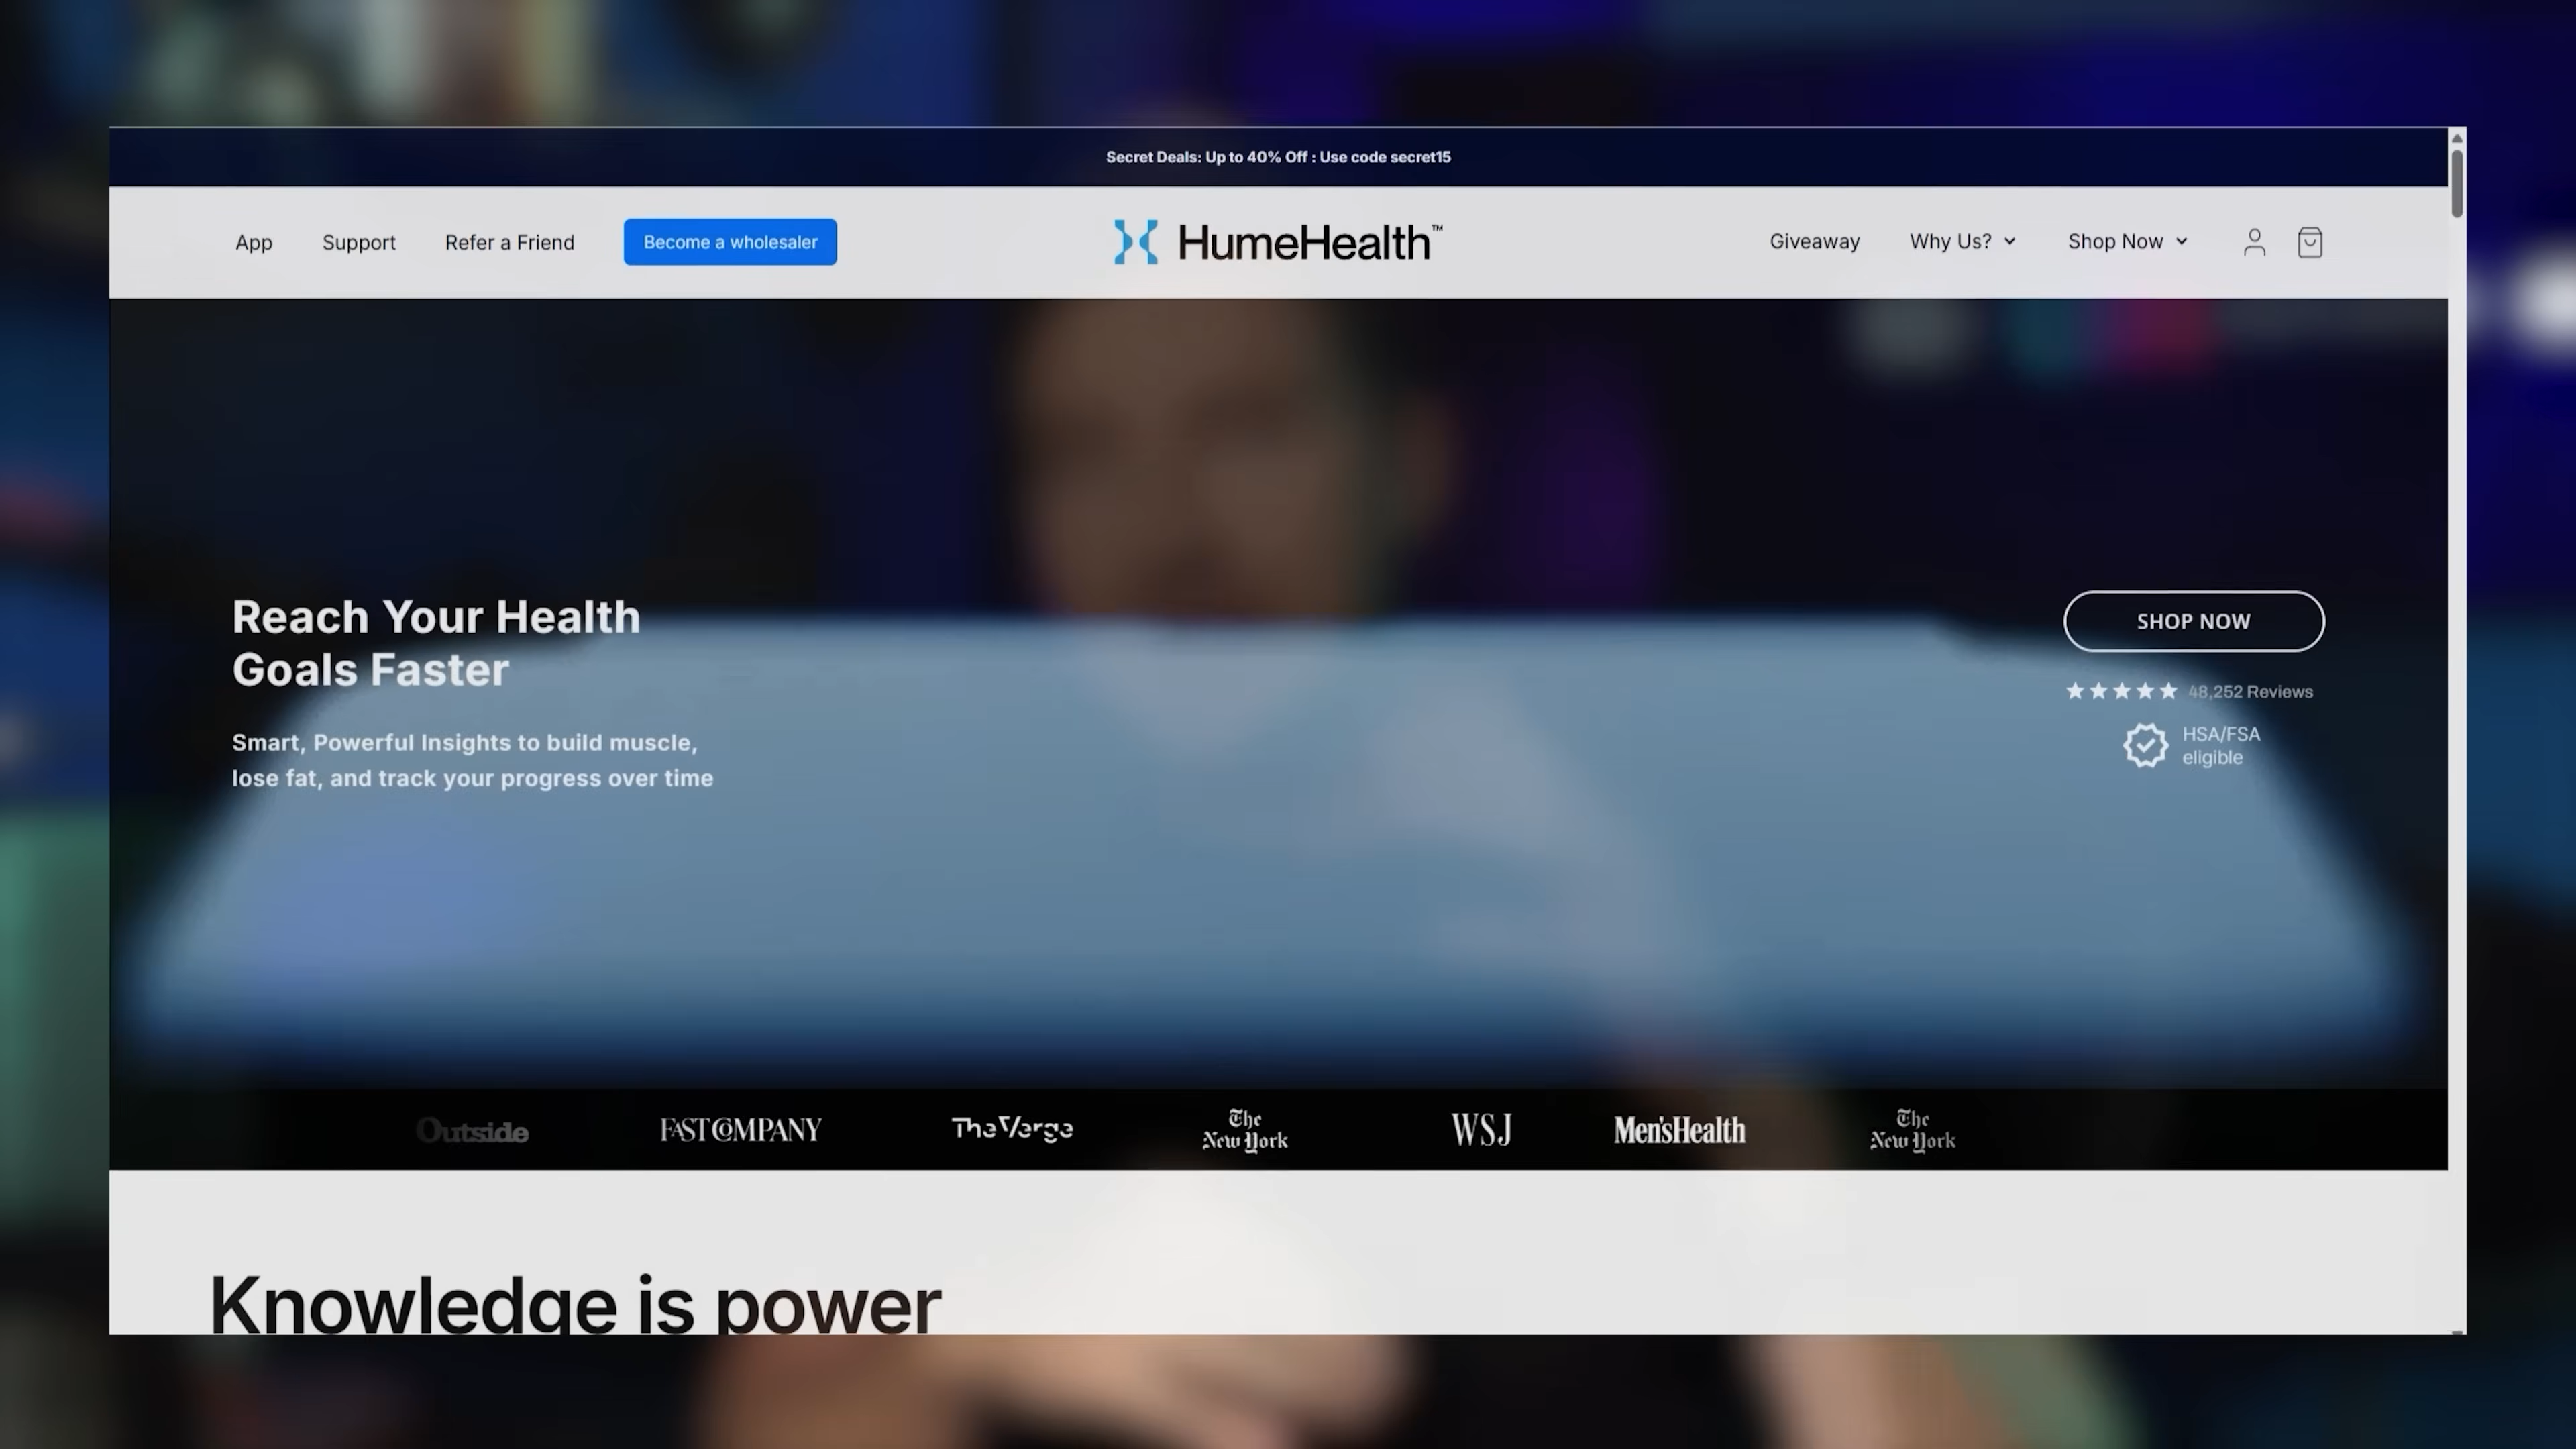 Secret Deals: Up to 40% Off : Use code secret15
App
Support
Refer a Friend
Become a wholesaler
HumeHealth™
Giveaway
Why Us?
Shop Now
Reach Your Health
Goals Faster
Smart, Powerful Insights to build muscle,
lose fat, and track your progress over time
SHOP NOW
48,252 Reviews
HSA/FSA
eligible
Outside
FAST COMPANY
The Verge
The
New York
WSJ
Men'sHealth
The
New York
Knowledge is power